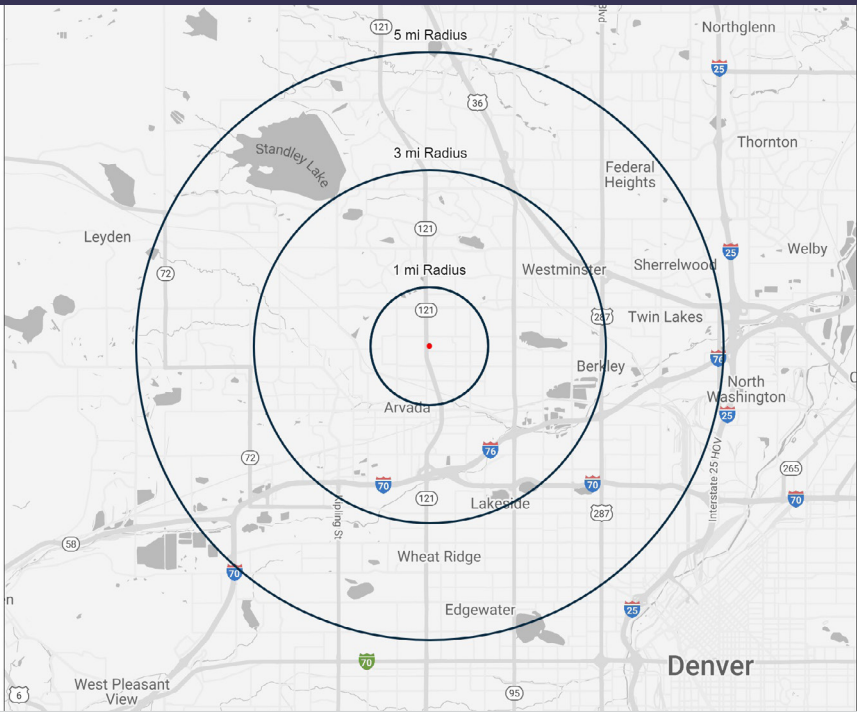 121
5 mi Radius
Blvd
Northglenn
25
36
Thornton
Standley Lake
3 mi Radius
Federal
Heights
Leyden
121
Welby
25
72
1 mi Radius
Westminster
Sherrelwood
121
287
Twin Lakes
76
Berkley
North
Washington
Arvada
25
72
76
265
70
121
Lakeside
70
70
Kipling St
287
Interstate 25 HOV
58
Wheat Ridge
70
Edgewater
25
70
Denver
West Pleasant
View
6
95